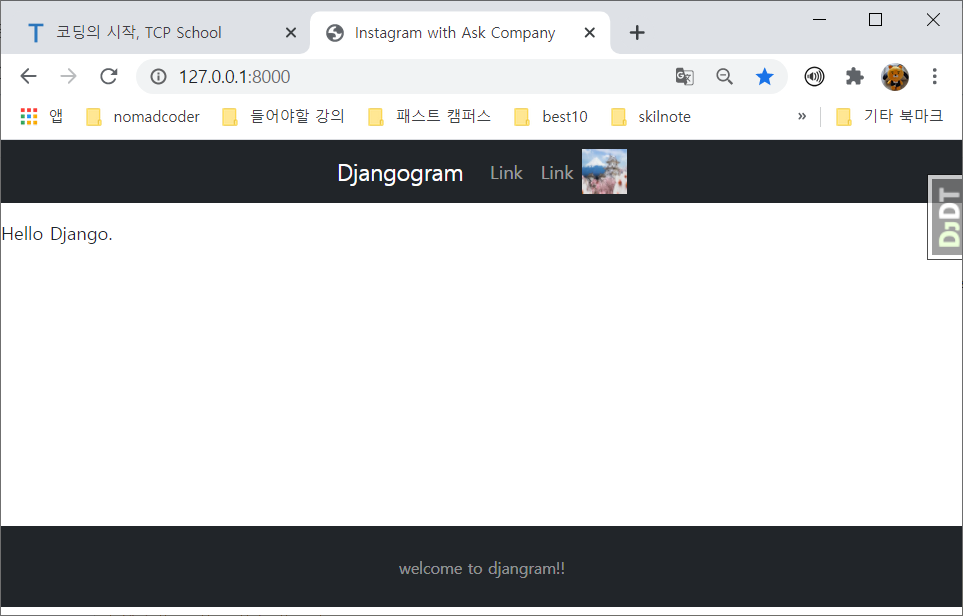 코딩의 시작, TCP School
Instagram with Ask Company
127.0.0.1:8000
앱 nomadcoder 들어야할 강의 패스트 캠퍼스 best10 skilnote » 기타 북마크
Djangogram Link Link
DjDT
Hello Django.
welcome to djangram!!